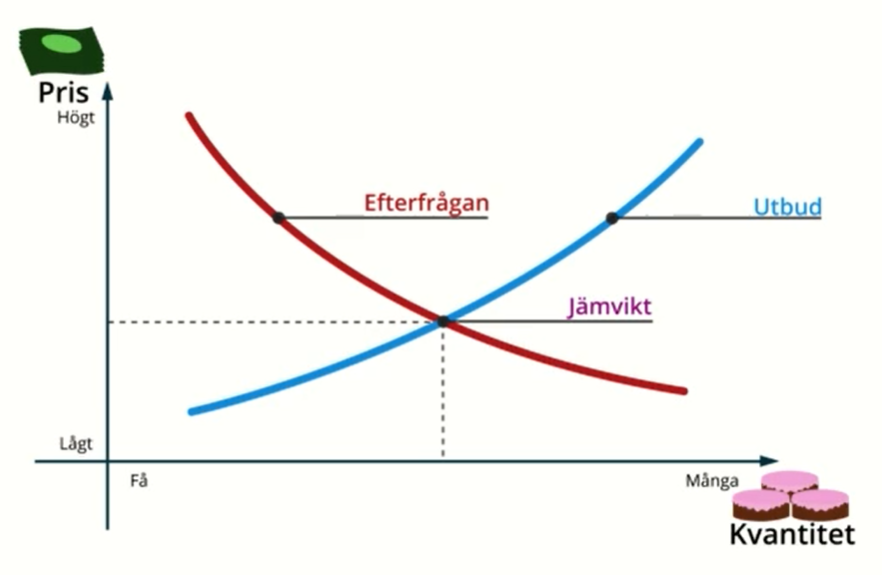 Pris
Högt
Efterfrågan
Utbud
Jämvikt
Lågt
Få
Många
Kvantitet